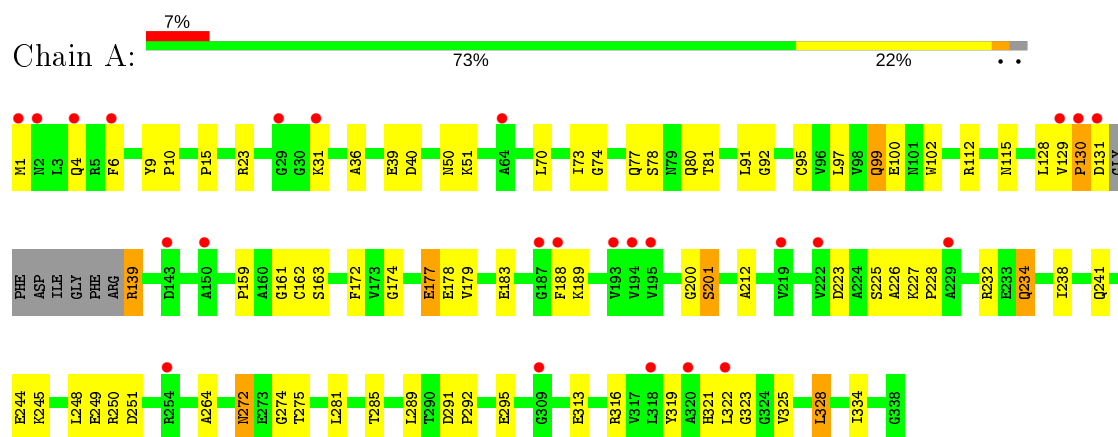 7%
Chain A:
73% 22% • •
M1 N2 L3 Q4 R5 F6 Y9 P10 P15 R23 G29 G30 K31 A36 E39 D40 N50 K51 A64 L70 I73 G74 Q77 S78 N79 Q80 T81 L91 G92 C95 V96 L97 V98 Q99 E100 N101 W102 R112 N115 L128 V129 P130 D131 GLY
PHE ASP ILE GLY PHE ARG R139 D143 A150 P159 A160 G161 C162 S163 F172 V173 G174 E177 E178 V179 E183 G187 F188 K189 V193 V194 V195 G200 S201 A212 V219 V222 D223 A224 S225 A226 K227 P228 A229 R232 E233 Q234 I238 Q241
E244 K245 L248 E249 R250 D251 R254 A264 N272 E273 G274 T275 L281 T285 L289 T290 D291 P292 E295 G309 E313 R316 V317 L318 Y319 A320 H321 L322 G323 G324 V325 L328 I334 G338